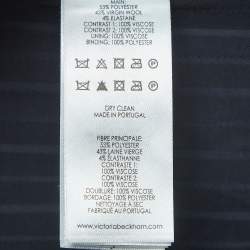 MAIN:
53% POLYESTER
43% VIRGIN WOOL
4% ELASTANE
CONTRAST 1: 100% VISCOSE
CONTRAST 2: 100% VISCOSE
LINING: 100% VISCOSE
BINDING: 100% POLYESTER
DRY CLEAN
MADE IN PORTUGAL
FIBRE PRINCIPALE:
53% POLYESTER
43% LAINE VIERGE
4% ELASTHANNE
CONTRASTE 1:
100% VISCOSE
CONTRASTE 2:
100% VISCOSE
DOUBLURE: 100% VISCOSE
BORDAGE: 100% POLYESTER
NETTOYAGE A SEC
FABRIQUE AU PORTUGAL
www.victoriabeckham.com